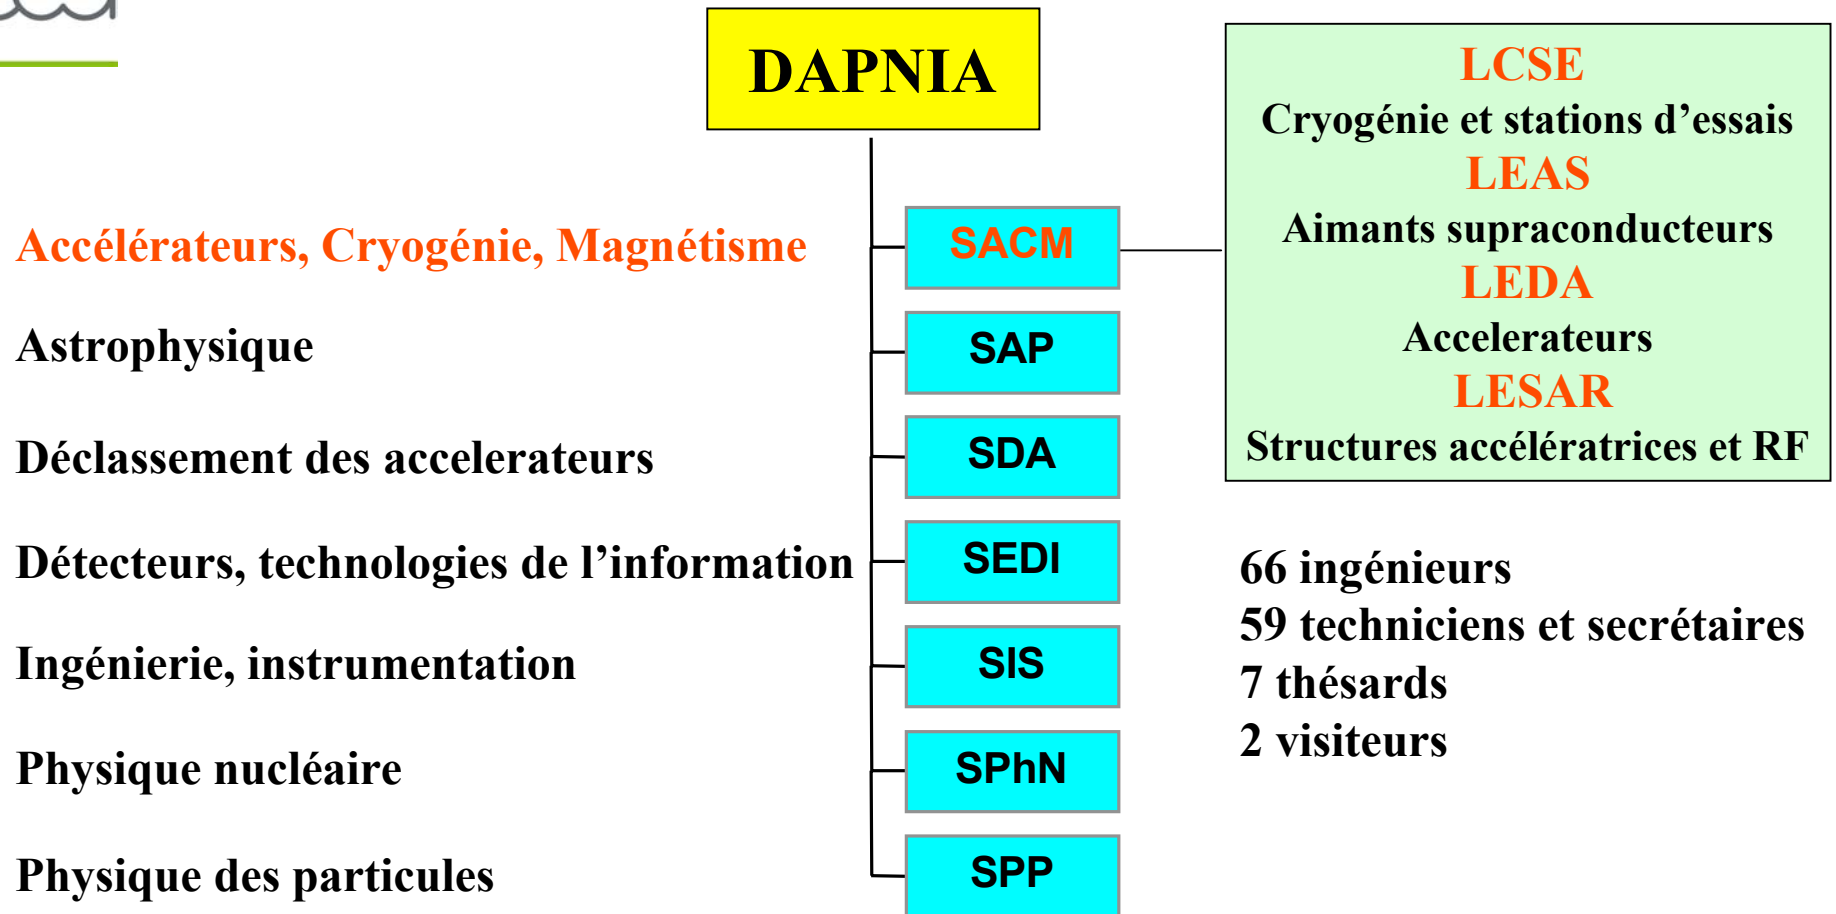 DAPNIA
Accélérateurs, Cryogénie, Magnétisme
SACM
Astrophysique
SAP
Déclassement des accelerateurs
SDA
Détecteurs, technologies de l’information
SEDI
Ingénierie, instrumentation
SIS
Physique nucléaire
SPhN
Physique des particules
SPP
LCSE
Cryogénie et stations d’essais
LEAS
Aimants supraconducteurs
LEDA
Accelerateurs
LESAR
Structures accélératrices et RF
66 ingénieurs
59 techniciens et secrétaires
7 thésards
2 visiteurs